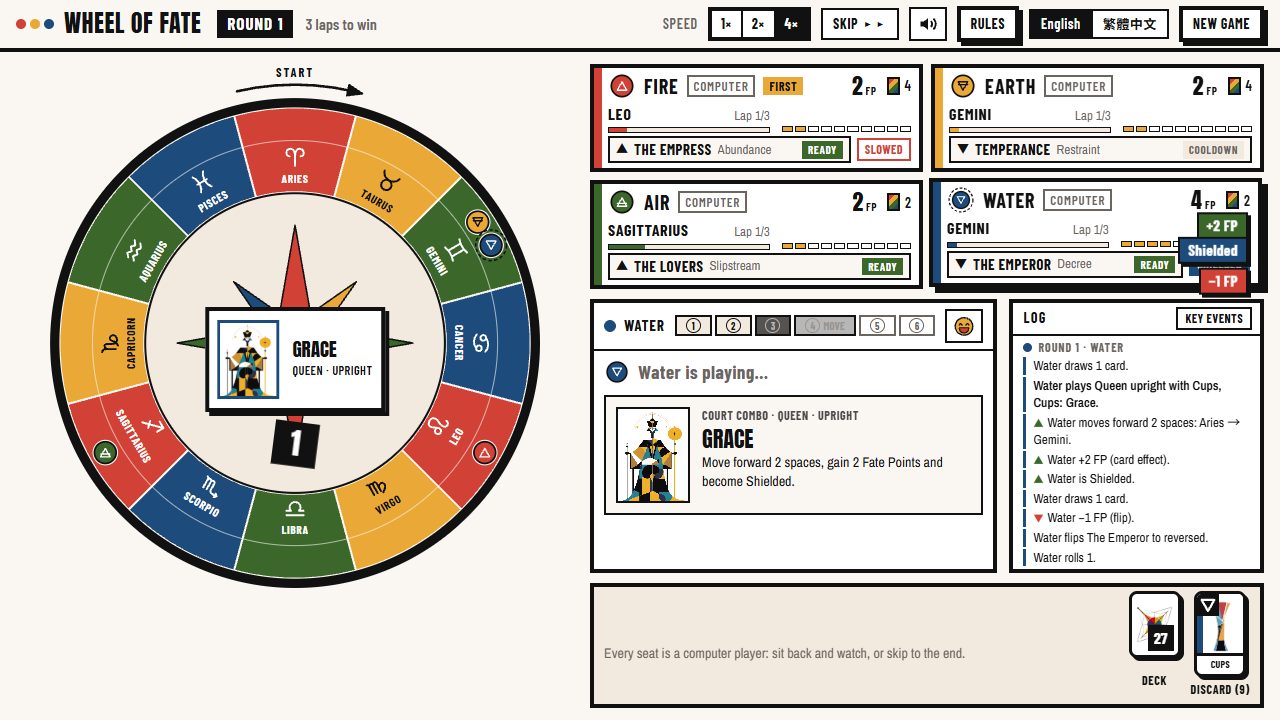 WHEEL OF FATE
ROUND 1
3 laps to win
SPEED
1×
2×
4×
SKIP
RULES
English
繁體中文
NEW GAME
START
ARIES
TAURUS
GEMINI
CANCER
LEO
VIRGO
LIBRA
SCORPIO
SAGITTARIUS
CAPRICORN
AQUARIUS
PISCES
GRACE
QUEEN · UPRIGHT
1
FIRE
COMPUTER
FIRST
2 FP
4
LEO
Lap 1/3
THE EMPRESS Abundance
READY
SLOWED
EARTH
COMPUTER
2 FP
4
GEMINI
Lap 1/3
TEMPERANCE Restraint
COOLDOWN
AIR
COMPUTER
2 FP
2
SAGITTARIUS
Lap 1/3
THE LOVERS Slipstream
READY
WATER
COMPUTER
4 FP
2
GEMINI
Lap 1/3
THE EMPEROR Decree
READY
+2 FP
Shielded
−1 FP
WATER
1
2
3
4 MOVE
5
6
Water is playing...
COURT COMBO · QUEEN · UPRIGHT
GRACE
Move forward 2 spaces, gain 2 Fate Points and
become Shielded.
LOG
KEY EVENTS
ROUND 1 · WATER
Water draws 1 card.
Water plays Queen upright with Cups,
Cups: Grace.
▲ Water moves forward 2 spaces: Aries →
Gemini.
▲ Water +2 FP (card effect).
▲ Water is Shielded.
Water draws 1 card.
▼ Water −1 FP (flip).
Water flips The Emperor to reversed.
Water rolls 1.
Every seat is a computer player: sit back and watch, or skip to the end.
27
DECK
CUPS
DISCARD (9)